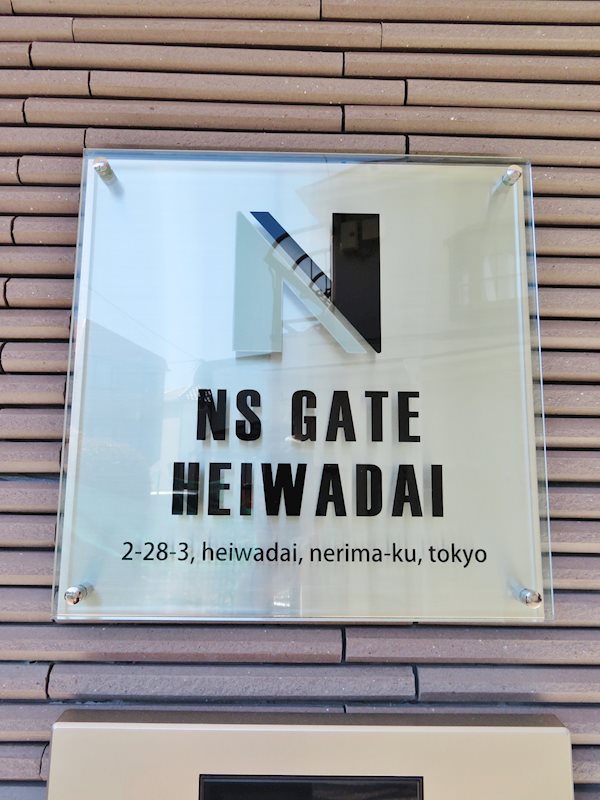 N
NS GATE
HEIWADAI
2-28-3, heiwadai, nerima-ku, tokyo